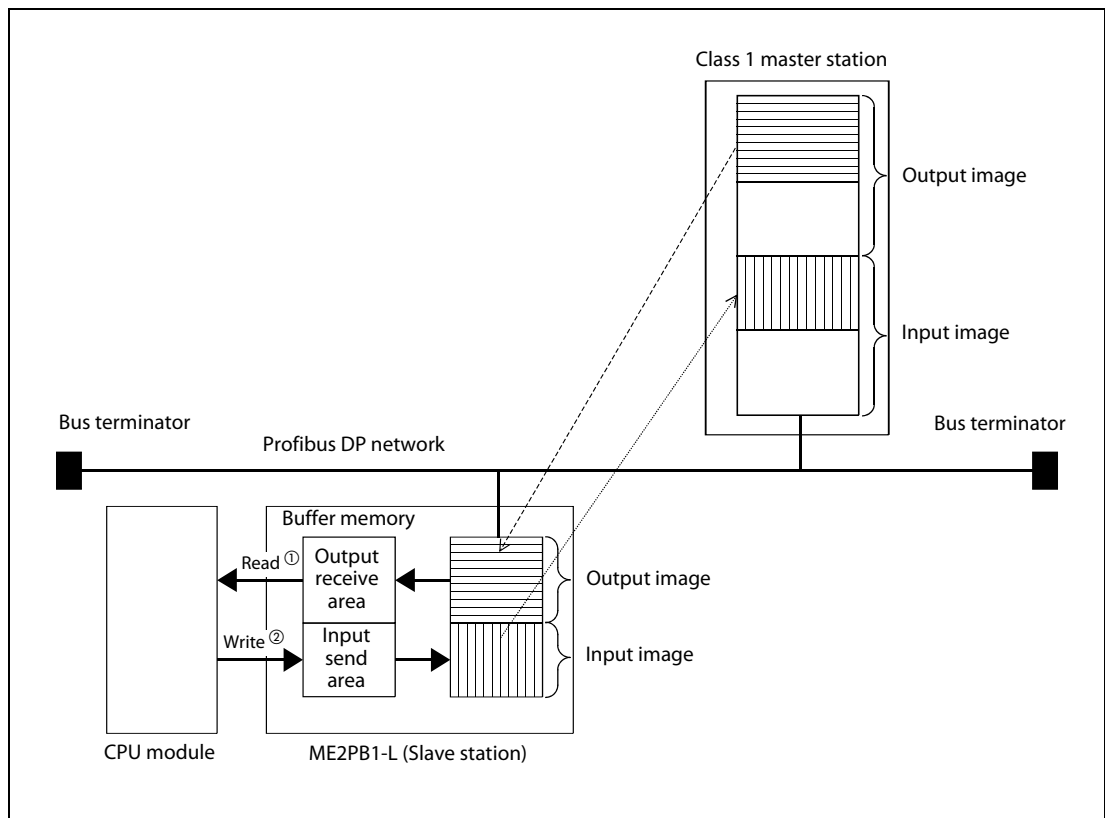 Class 1 master station
Output image
Input image
Bus terminator
Profibus DP network
Bus terminator
Buffer memory
Read ①
Output
receive
area
Output image
Write ②
Input
send
area
Input image
CPU module
ME2PB1-L (Slave station)